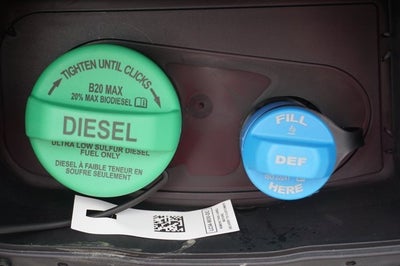 TIGHTEN UNTIL CLICKS
B20 MAX
20% MAX BIODIESEL
DIESEL
ULTRA LOW SULFUR DIESEL
FUEL ONLY
DIESEL À FAIBLE TENEUR EN
SOUFRE SEULEMENT
FILL
DEF
HERE